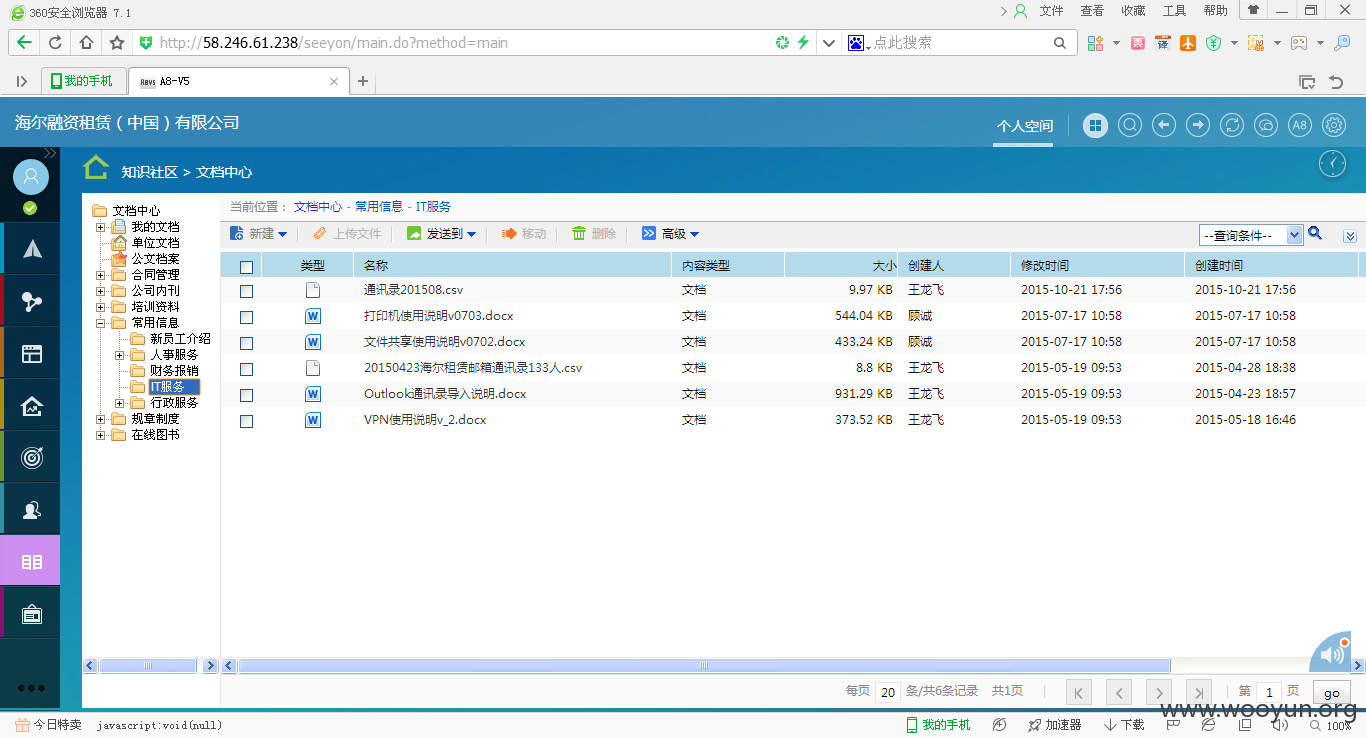 360安全浏览器 7.1
文件 查看 收藏 工具 帮助
http://58.246.61.238/seeyon/main.do?method=main
点此搜索
我的手机
A8-V5
海尔融资租赁（中国）有限公司
个人空间
A8
知识社区 > 文档中心
文档中心
我的文档
单位文档
公文档案
合同管理
公司内刊
培训资料
常用信息
新员工介绍
人事服务
财务报销
IT服务
行政服务
规章制度
在线图书
当前位置： 文档中心 - 常用信息 - IT服务
新建 上传文件 发送到 移动 删除 高级 --查询条件--
类型 名称 内容类型 大小 创建人 修改时间 创建时间
通讯录201508.csv 文档 9.97 KB 王龙飞 2015-10-21 17:56 2015-10-21 17:56
打印机使用说明v0703.docx 文档 544.04 KB 顾诚 2015-07-17 10:58 2015-07-17 10:58
文件共享使用说明v0702.docx 文档 433.24 KB 顾诚 2015-07-17 10:58 2015-07-17 10:58
20150423海尔租赁邮箱通讯录133人.csv 文档 8.8 KB 王龙飞 2015-05-19 09:53 2015-04-28 18:38
Outlook通讯录导入说明.docx 文档 931.29 KB 王龙飞 2015-05-19 09:53 2015-04-23 18:57
VPN使用说明v_2.docx 文档 373.52 KB 王龙飞 2015-05-19 09:53 2015-05-18 16:46
每页 20 条/共6条记录 共1页 第 1 页 go
www.wooyun.org
今日特卖 javascript:void(null) 我的手机 加速器 下载 100%